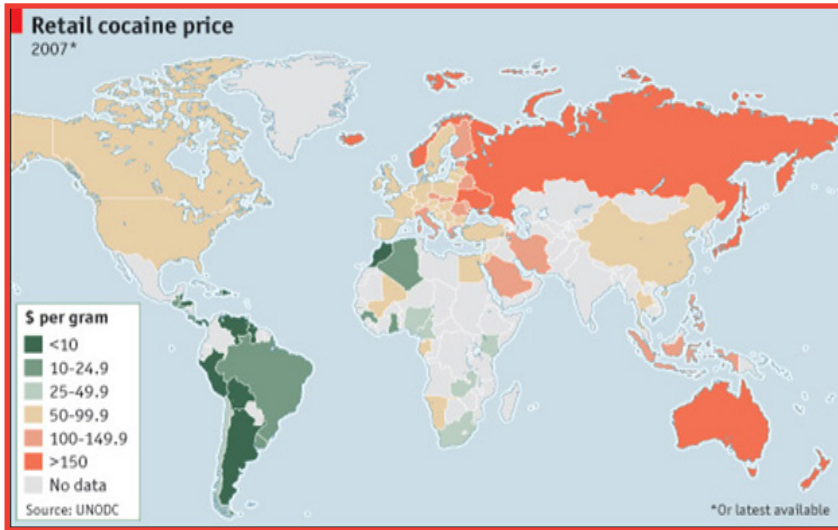 Retail cocaine price
2007*
$ per gram
<10
10-24.9
25-49.9
50-99.9
100-149.9
>150
No data
Source: UNODC
*Or latest available